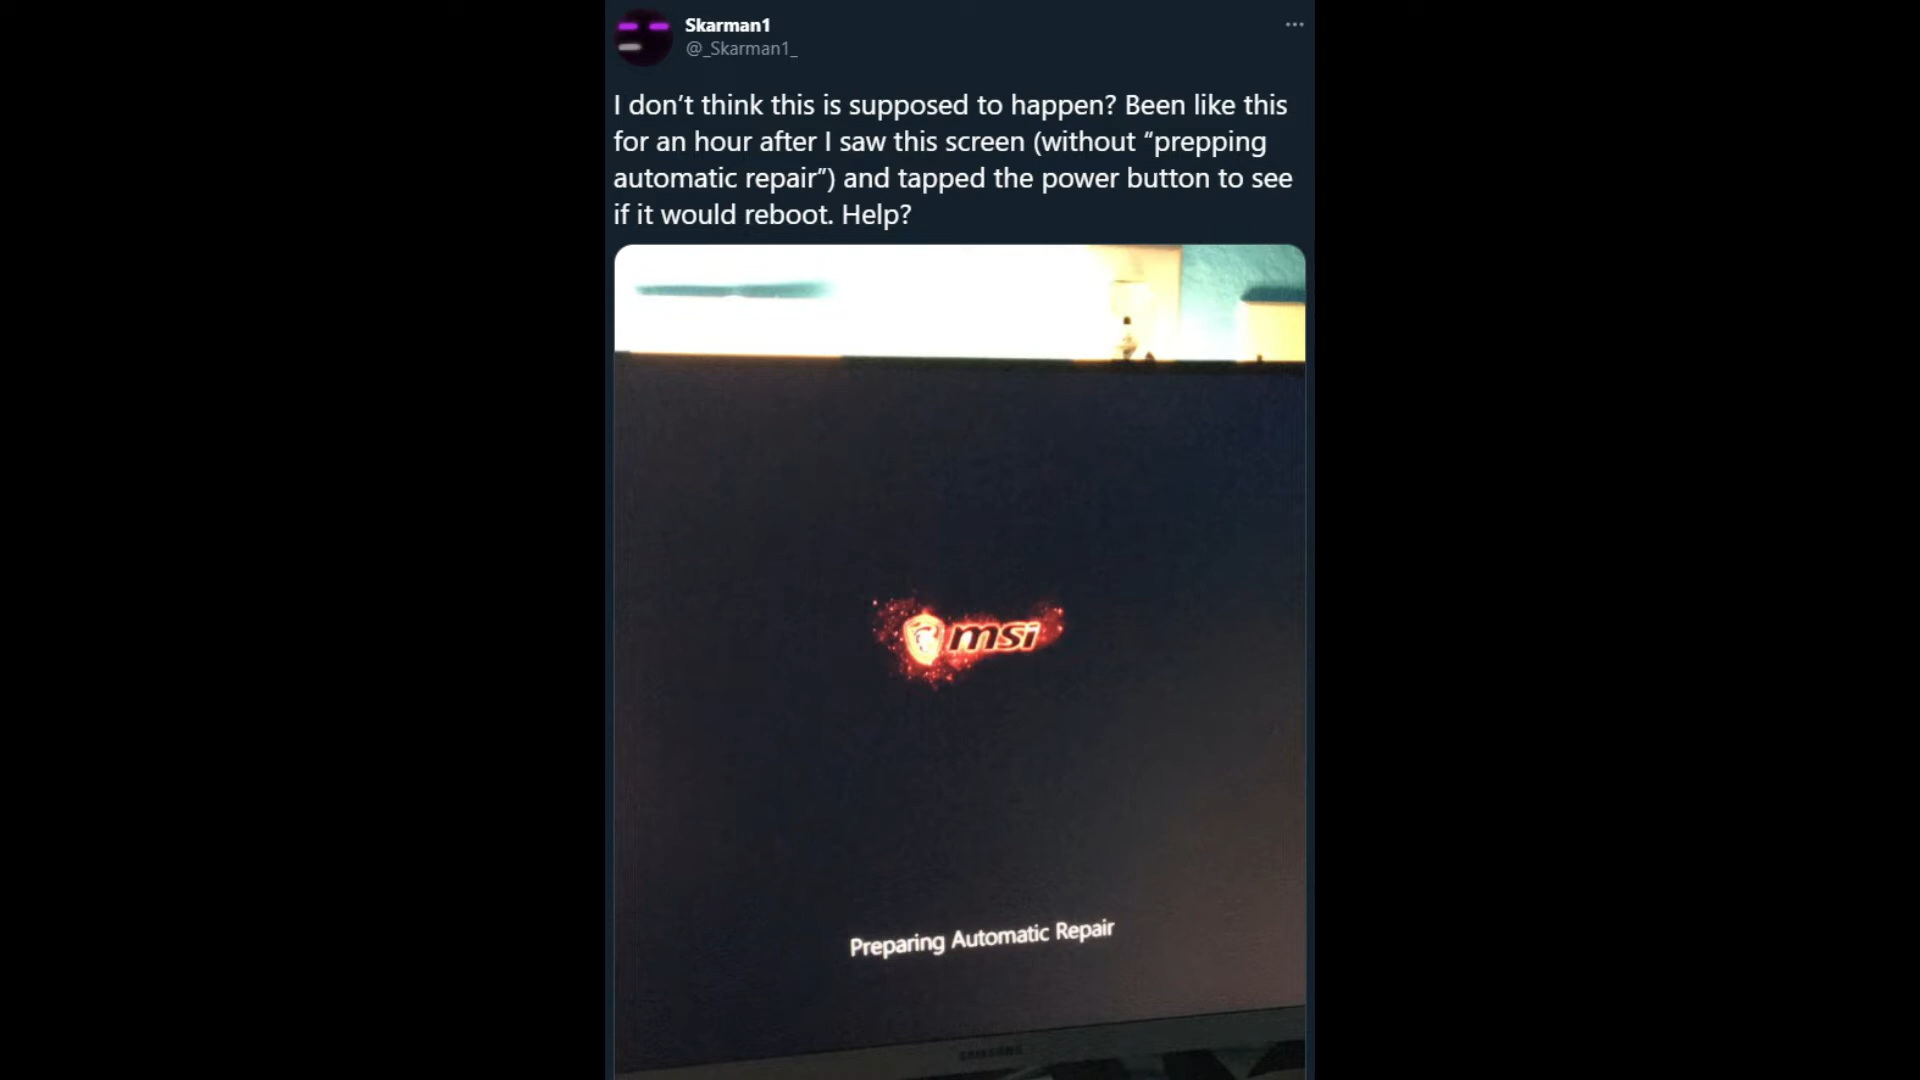 Skarman1
@_Skarman1_
I don’t think this is supposed to happen? Been like this
for an hour after I saw this screen (without “prepping
automatic repair”) and tapped the power button to see
if it would reboot. Help?
msi
Preparing Automatic Repair
SAMSUNG